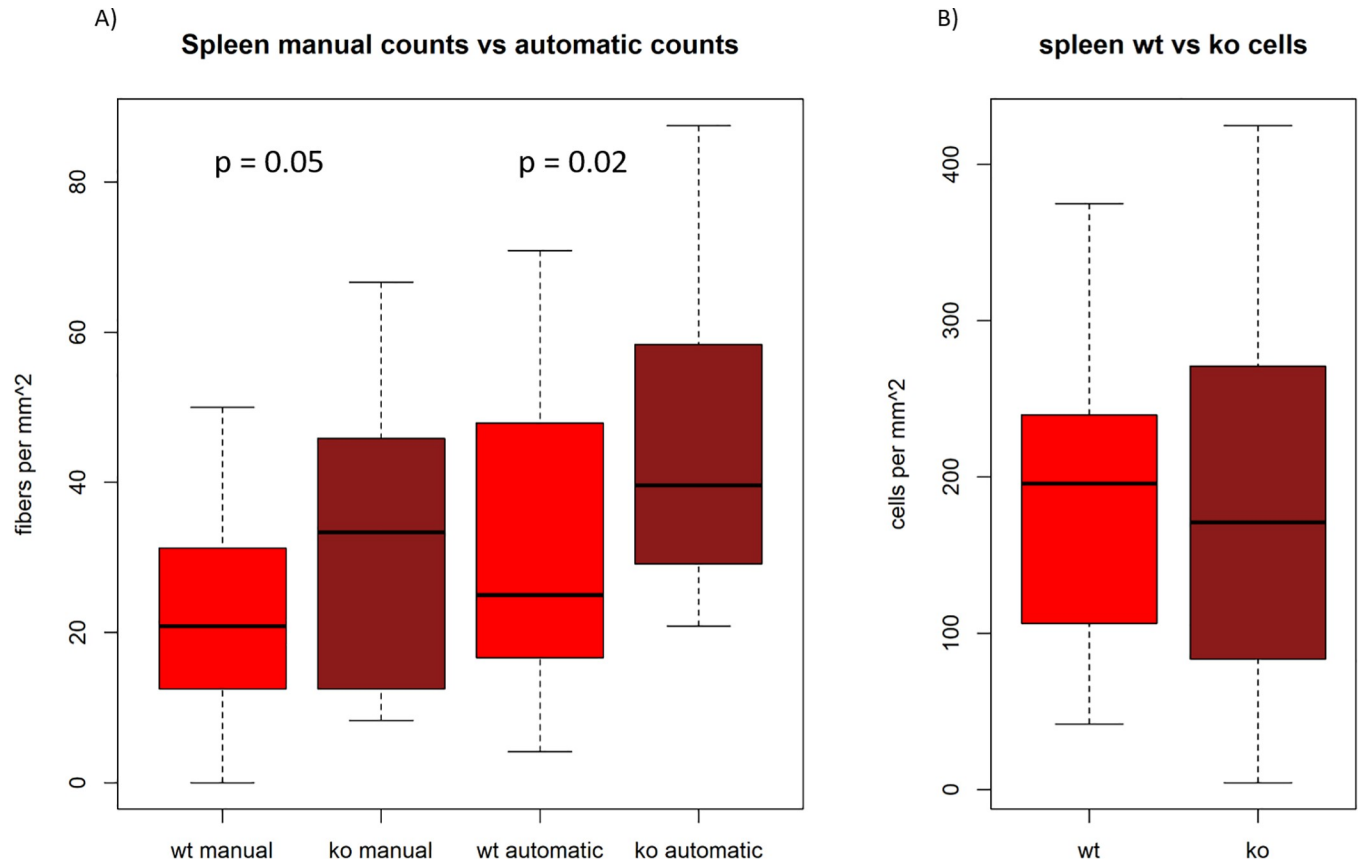 A)
Spleen manual counts vs automatic counts
p = 0.05
p = 0.02
fibers per mm^2
80
60
40
20
0
wt manual
ko manual
wt automatic
ko automatic
B)
spleen wt vs ko cells
cells per mm^2
400
300
200
100
0
wt
ko